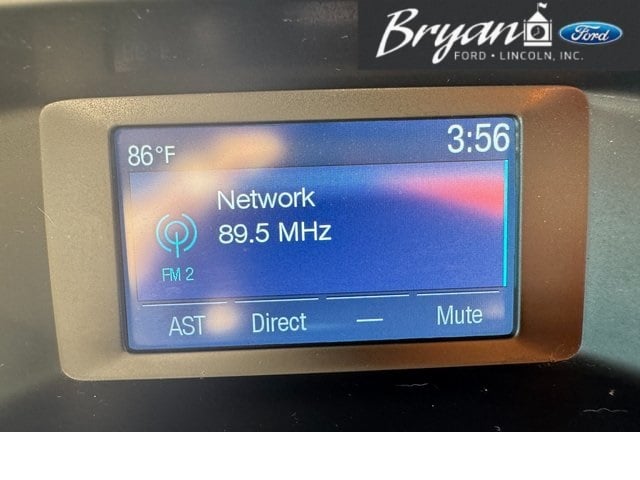 Bryan
Ford
FORD • LINCOLN, INC.
86°F
3:56
Network
89.5 MHz
FM 2
AST
Direct
—
Mute